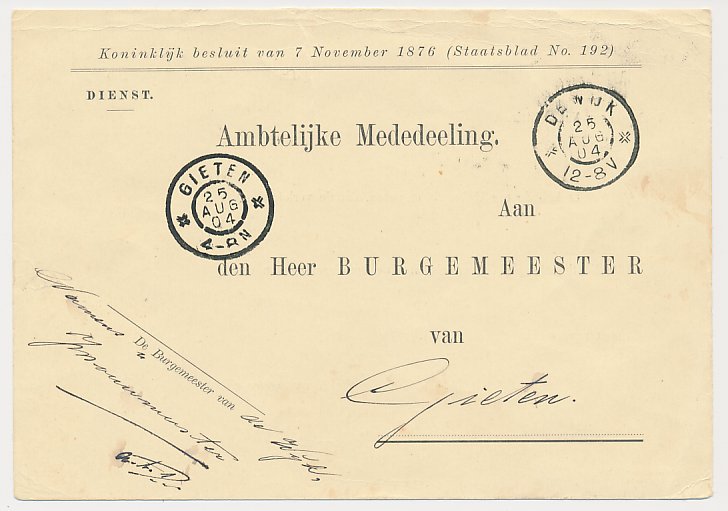 Koninklijk besluit van 7 November 1876 (Staatsblad No. 192)
DIENST.
DE WIJK
25
AUG
04
12-8V
Ambtelijke Mededeeling.
GIETEN
25
AUG
04
4-8N
Aan
den Heer BURGEMEESTER
van
Gieten.
Namens
De Burgemeester van de Wijk,